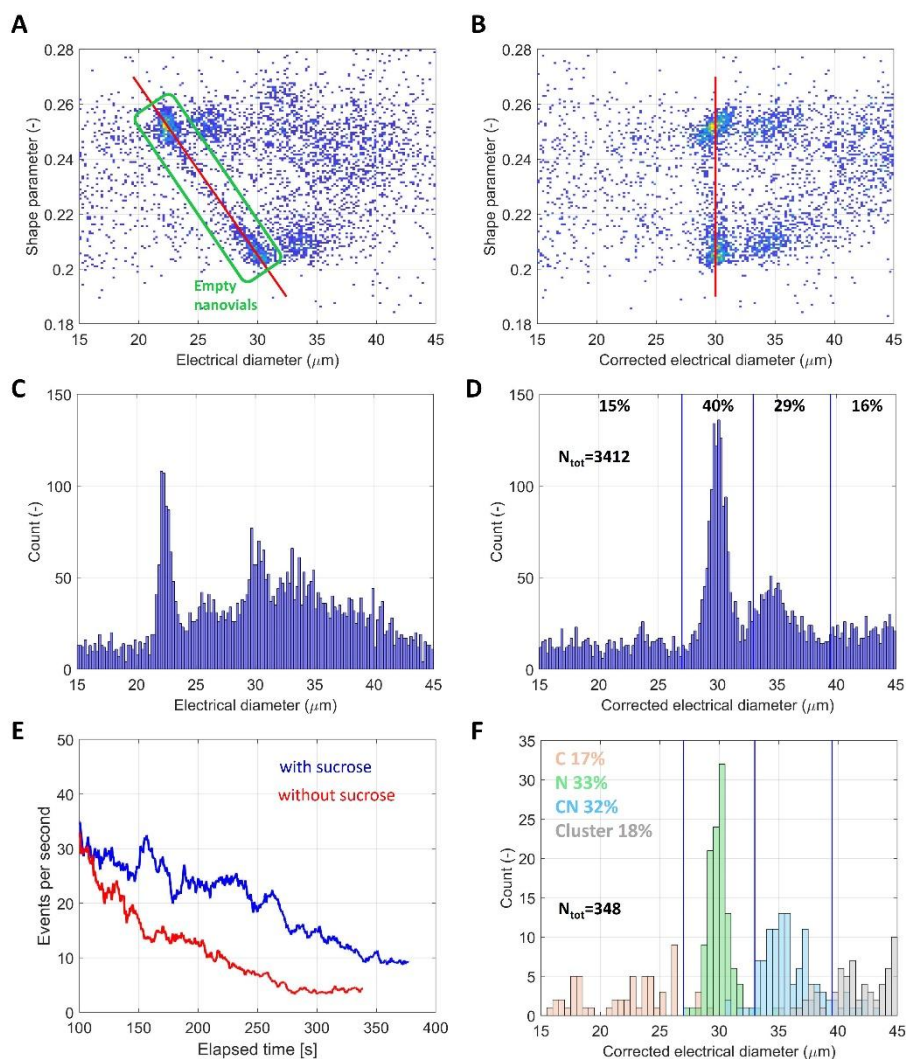 A
B
0.28
0.26
0.24
0.22
0.2
0.18
Shape parameter (-)
Empty
nanovials
15 20 25 30 35 40 45
Electrical diameter (μm)
0.28
0.26
0.24
0.22
0.2
0.18
Shape parameter (-)
15 20 25 30 35 40 45
Corrected electrical diameter (μm)
C
D
150
100
50
0
Count (-)
15 20 25 30 35 40 45
Electrical diameter (μm)
150
100
50
0
Count (-)
15% 40% 29% 16%
Ntot=3412
15 20 25 30 35 40 45
Corrected electrical diameter (μm)
E
F
50
40
30
20
10
0
Events per second
with sucrose
without sucrose
100 150 200 250 300 350 400
Elapsed time [s]
35
30
25
20
15
10
5
0
Count (-)
C 17%
N 33%
CN 32%
Cluster 18%
Ntot=348
15 20 25 30 35 40 45
Corrected electrical diameter (μm)